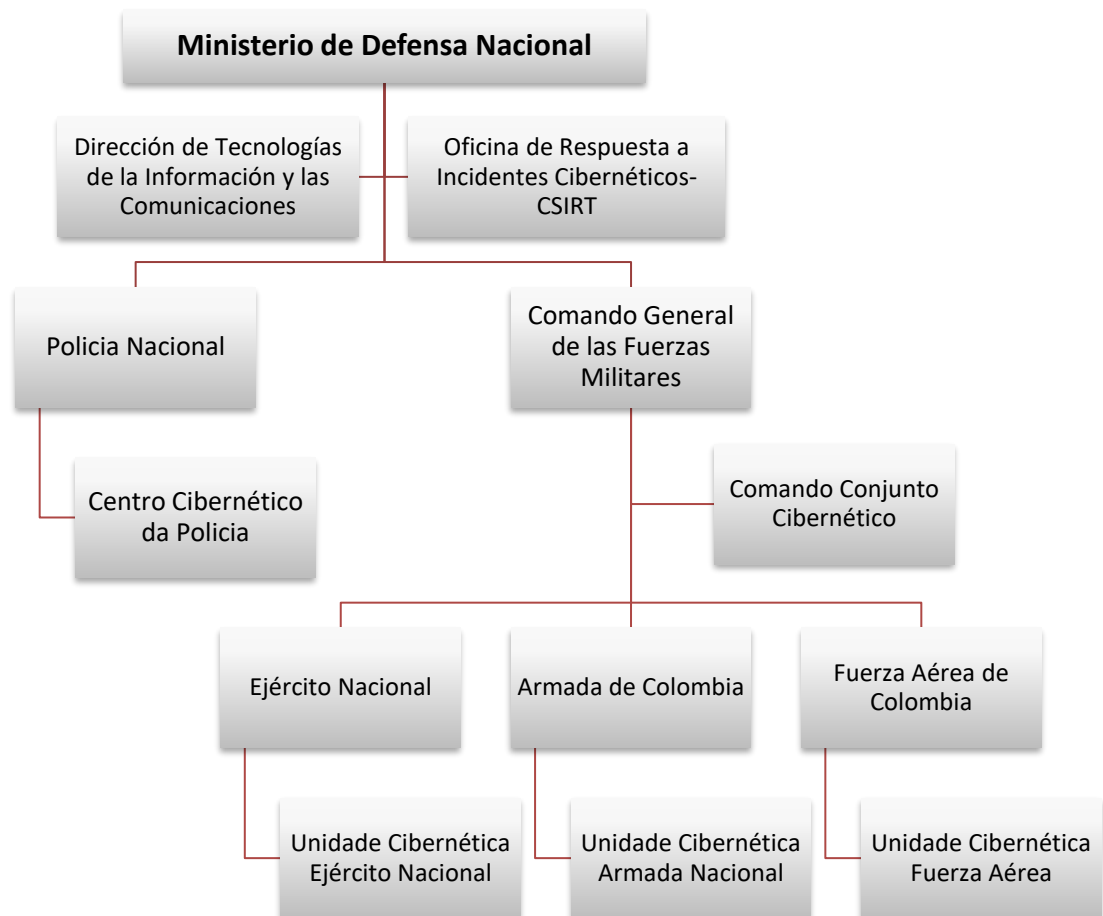 Ministerio de Defensa Nacional
Dirección de Tecnologías
de la Información y las
Comunicaciones
Oficina de Respuesta a
Incidentes Cibernéticos-
CSIRT
Policia Nacional
Comando General
de las Fuerzas
Militares
Centro Cibernético
da Policia
Comando Conjunto
Cibernético
Ejército Nacional
Armada de Colombia
Fuerza Aérea de
Colombia
Unidade Cibernética
Ejército Nacional
Unidade Cibernética
Armada Nacional
Unidade Cibernética
Fuerza Aérea